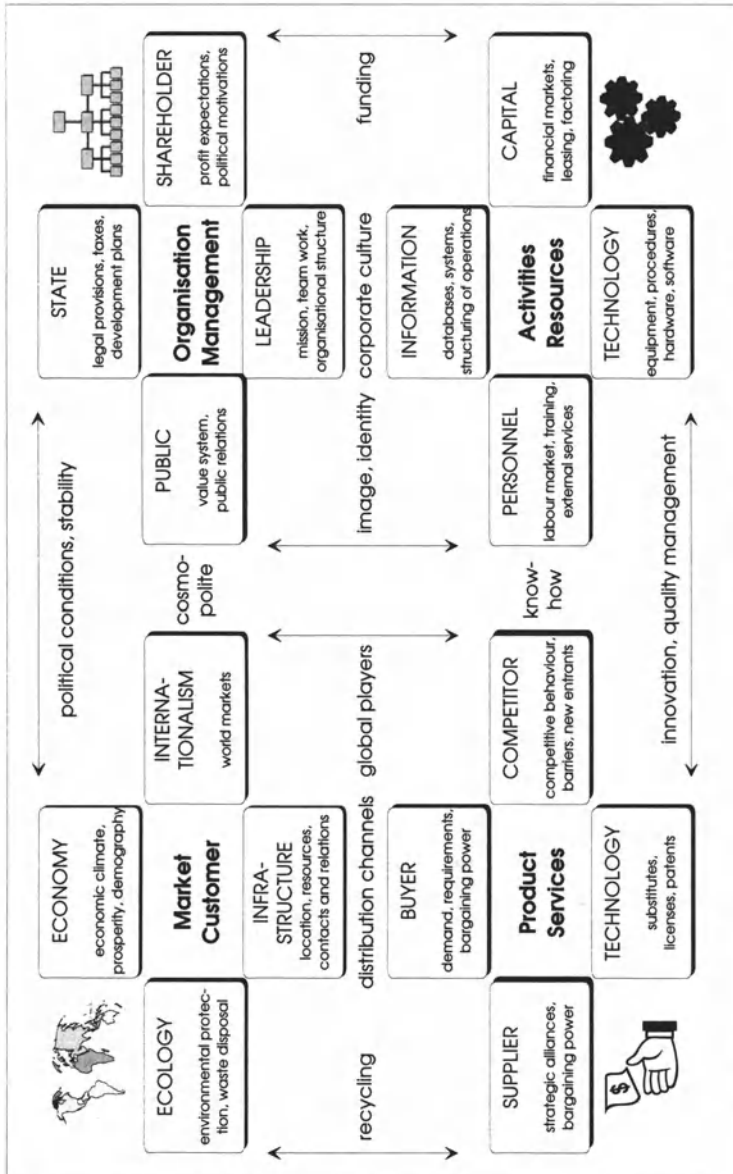 political conditions, stability
ECONOMY
economic climate,
prosperity, demography
STATE
legal provisions, taxes,
development plans
ECOLOGY
environmental protec-
tion, waste disposal
Market
Customer
INTERNA-
TIONALISM
world markets
cosmo-
polite
PUBLIC
value system,
public relations
Organisation
Management
SHAREHOLDER
profit expectations,
political motivations
INFRA-
STRUCTURE
location, resources,
contacts and relations
LEADERSHIP
mission, team work,
organisational structure
recycling
distribution channels
global players
image, identity
corporate culture
funding
BUYER
demand, requirements,
bargaining power
INFORMATION
databases, systems,
structuring of operations
SUPPLIER
strategic alliances,
bargaining power
Product
Services
COMPETITOR
competitive behaviour,
barriers, new entrants
know-
how
PERSONNEL
labour market, training,
external services
Activities
Resources
CAPITAL
financial markets,
leasing, factoring
TECHNOLOGY
substitutes,
licenses, patents
TECHNOLOGY
equipment, procedures,
hardware, software
$
innovation, quality management